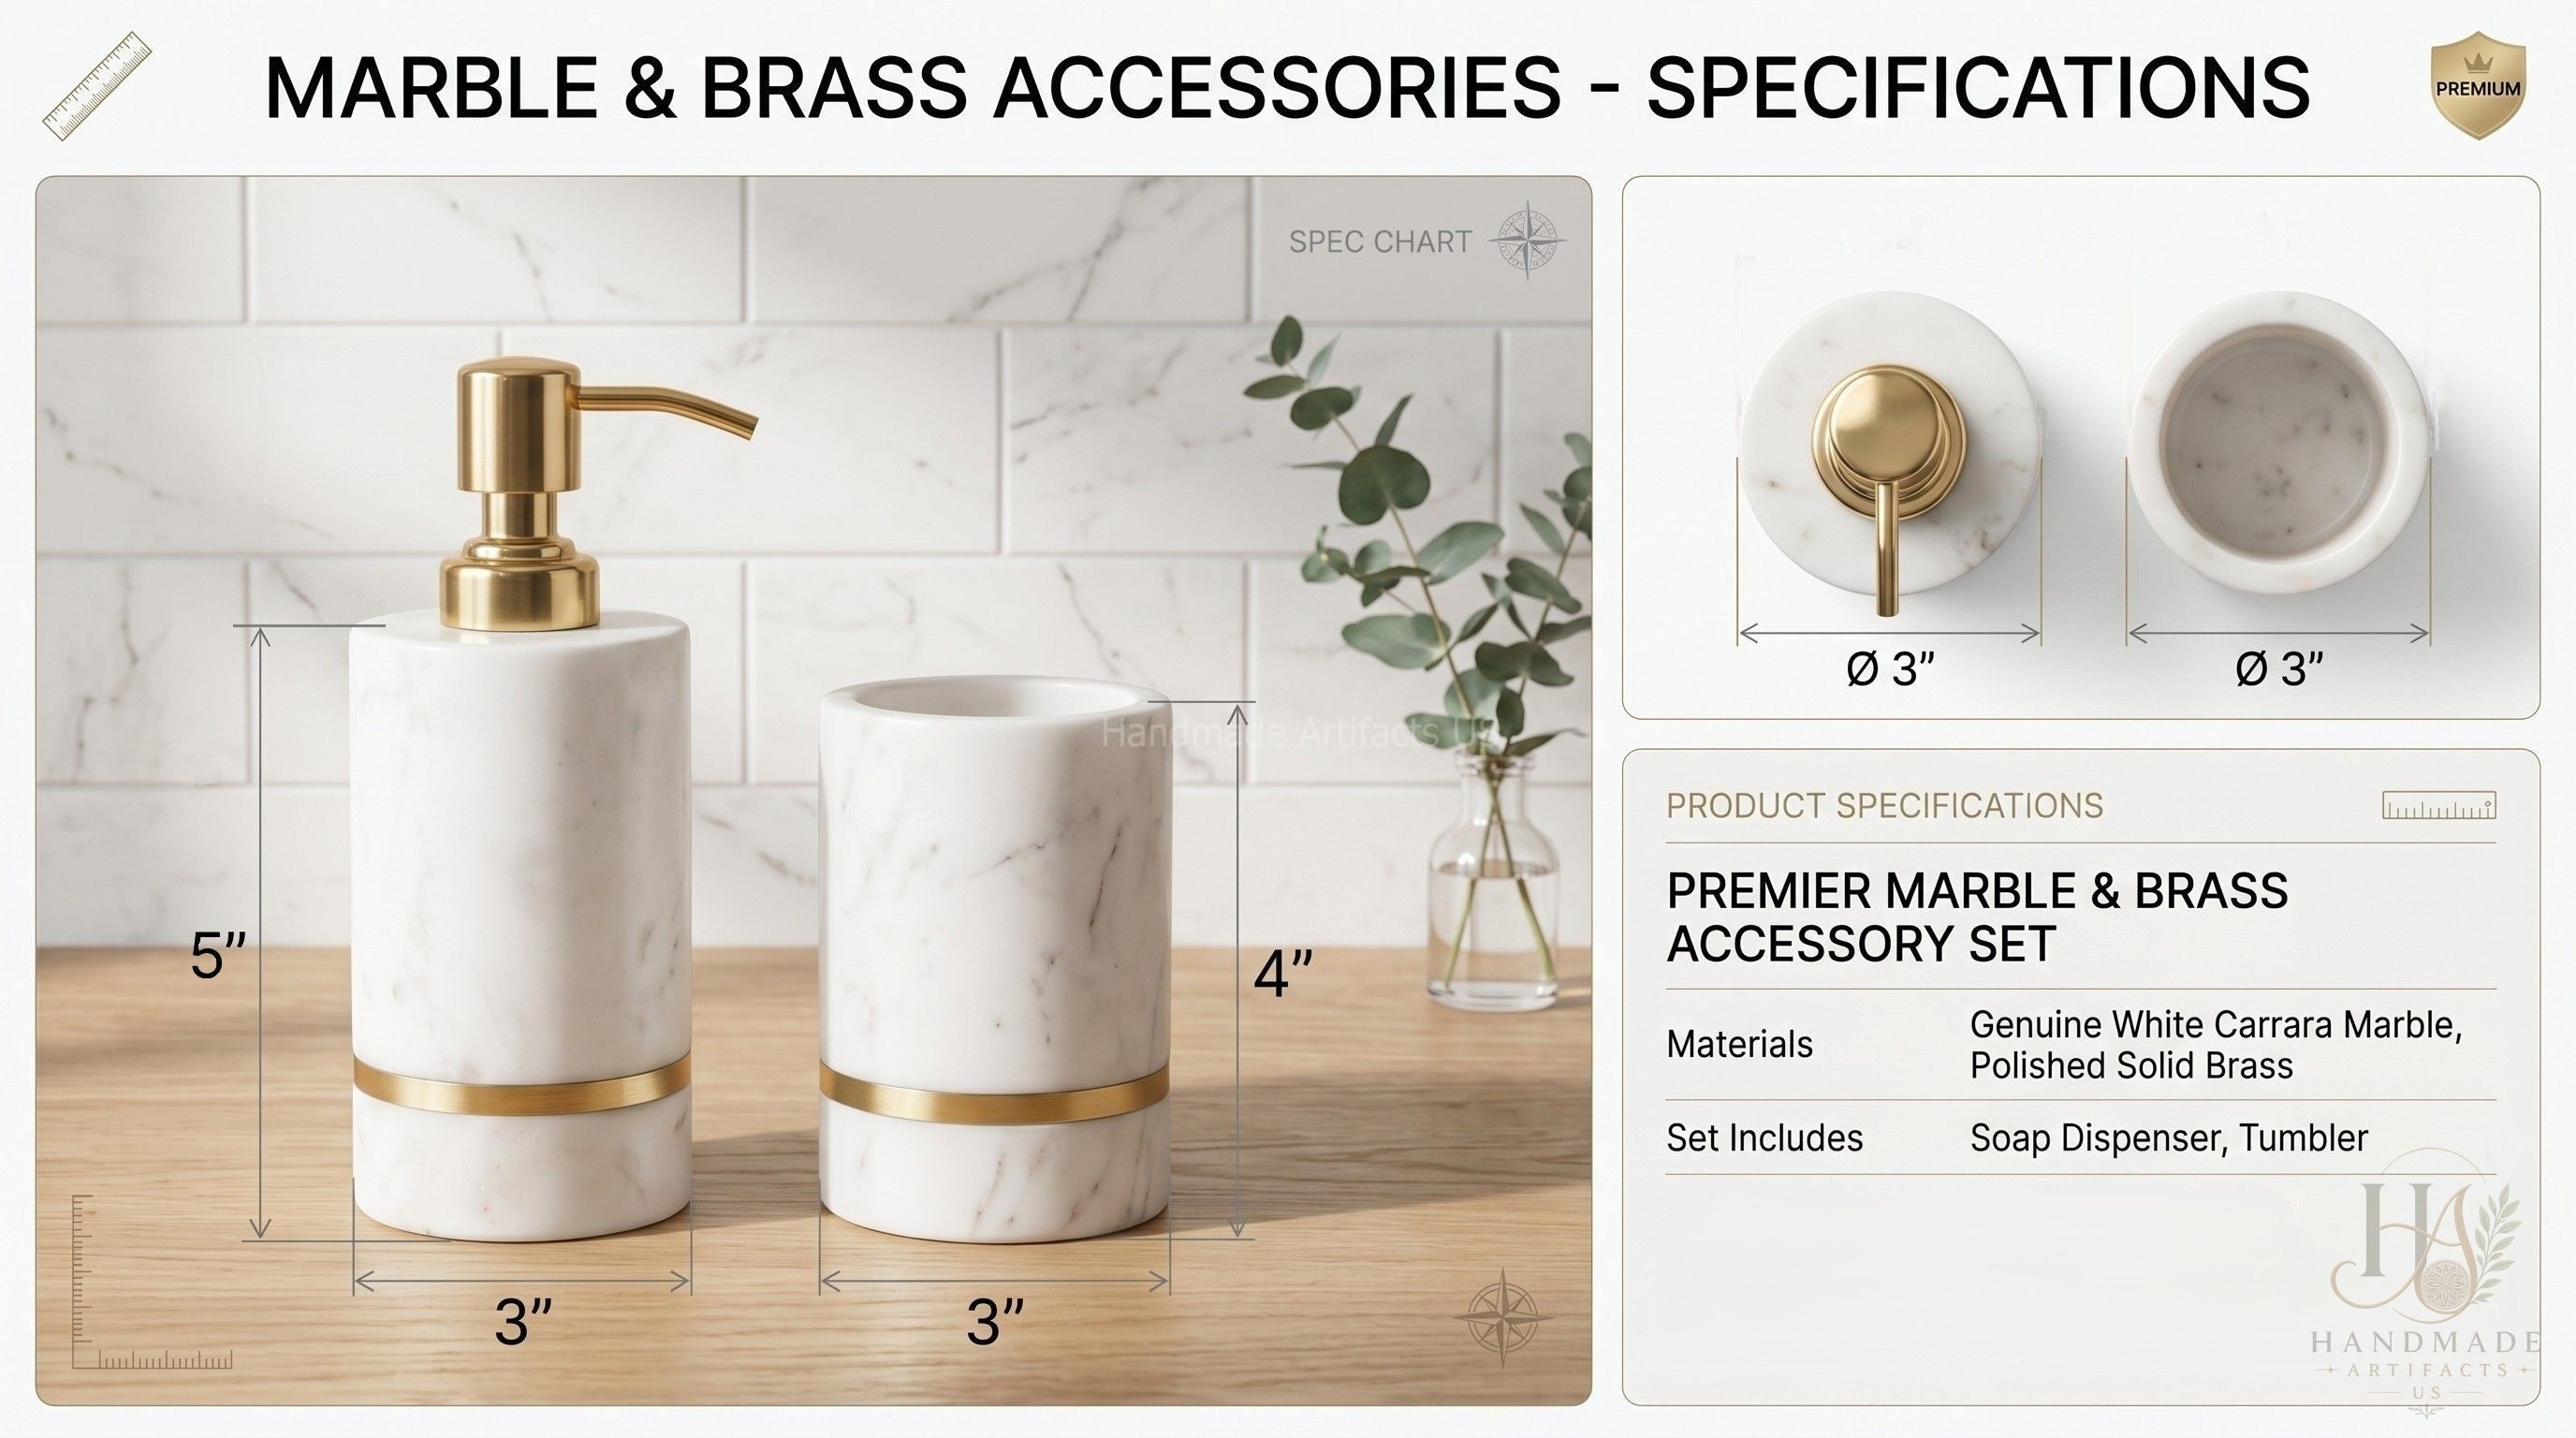 MARBLE & BRASS ACCESSORIES - SPECIFICATIONS
PREMIUM
SPEC CHART
5”
4”
3”
3”
Handmade Artifacts US
Ø 3”
Ø 3”
PRODUCT SPECIFICATIONS
PREMIER MARBLE & BRASS
ACCESSORY SET
Materials
Genuine White Carrara Marble,
Polished Solid Brass
Set Includes
Soap Dispenser, Tumbler
HA
HANDMADE
ARTIFACTS
US